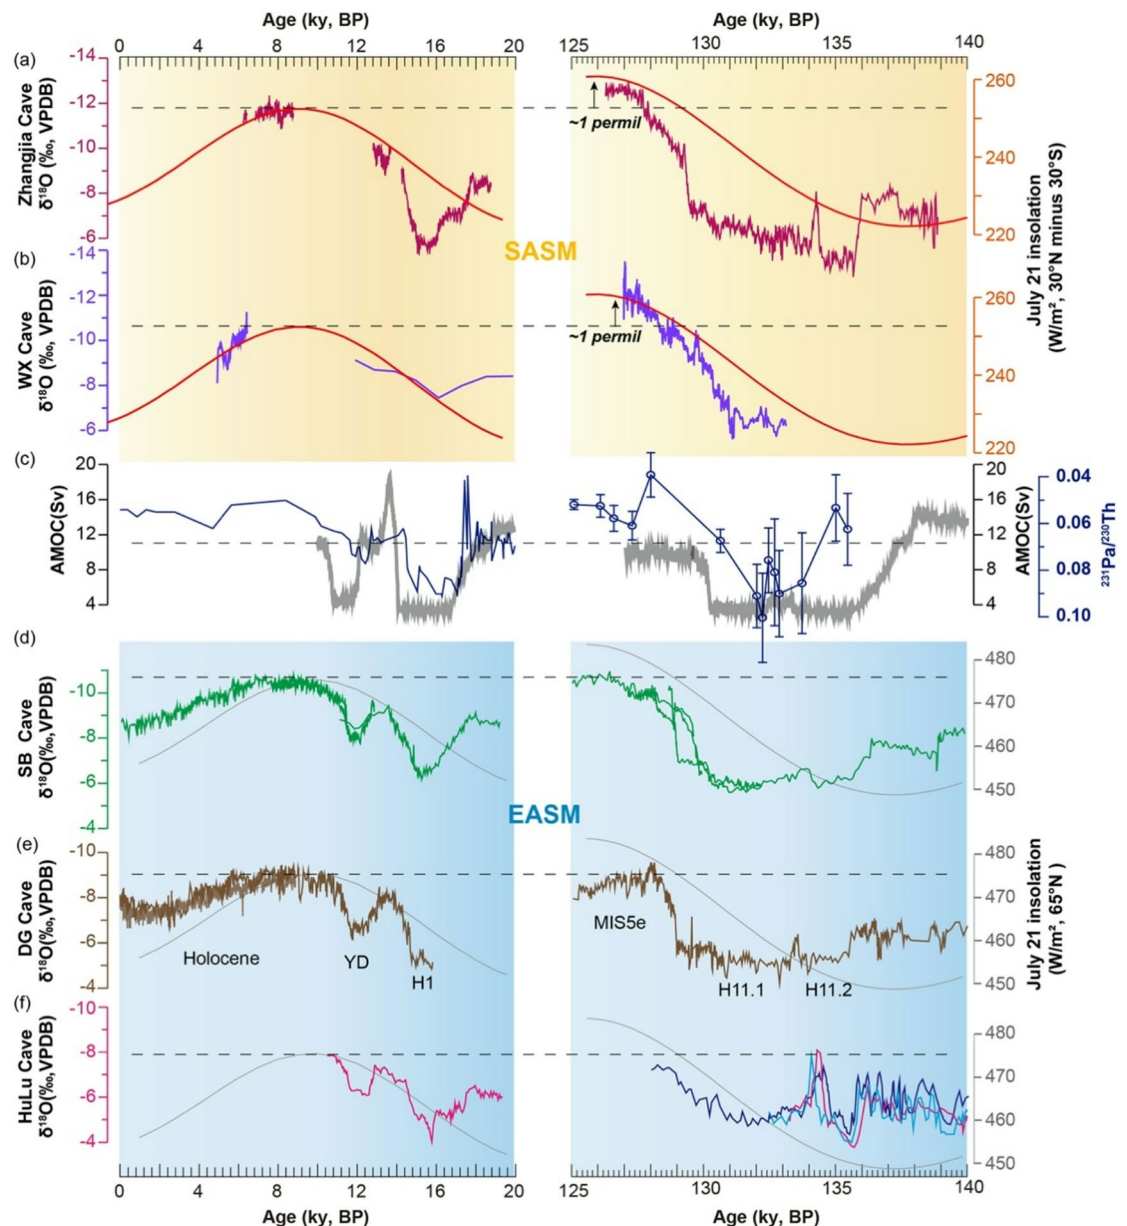 Age (ky, BP) Age (ky, BP)
0 4 8 12 16 20 125 130 135 140
(a)
Zhangjia Cave
δ¹⁸O (‰, VPDB)
-14
-12
-10
-8
-6
~1 permil
260
240
220
SASM
(b)
WX Cave
δ¹⁸O (‰, VPDB)
-14
-12
-10
-8
-6
~1 permil
260
240
220
July 21 insolation
(W/m², 30°N minus 30°S)
(c)
AMOC(Sv)
20
16
12
8
4
20
16
12
8
4
AMOC(Sv)
0.04
0.06
0.08
0.10
²³¹Pa/²³⁰Th
(d)
SB Cave
δ¹⁸O(‰,VPDB)
-10
-8
-6
-4
480
470
460
450
EASM
(e)
DG Cave
δ¹⁸O(‰,VPDB)
-10
-8
-6
-4
Holocene
YD
H1
MIS5e
H11.1
H11.2
480
470
460
450
July 21 insolation
(W/m², 65°N)
(f)
HuLu Cave
δ¹⁸O(‰,VPDB)
-10
-8
-6
-4
480
470
460
450
0 4 8 12 16 20 125 130 135 140
Age (ky, BP) Age (ky, BP)